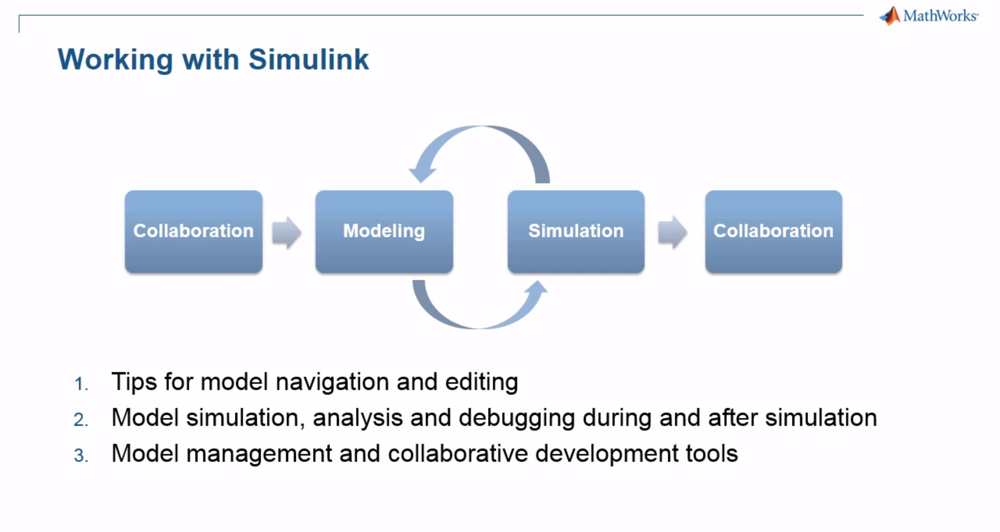 MathWorks®
Working with Simulink
Collaboration
Modeling
Simulation
Collaboration
1. Tips for model navigation and editing
2. Model simulation, analysis and debugging during and after simulation
3. Model management and collaborative development tools